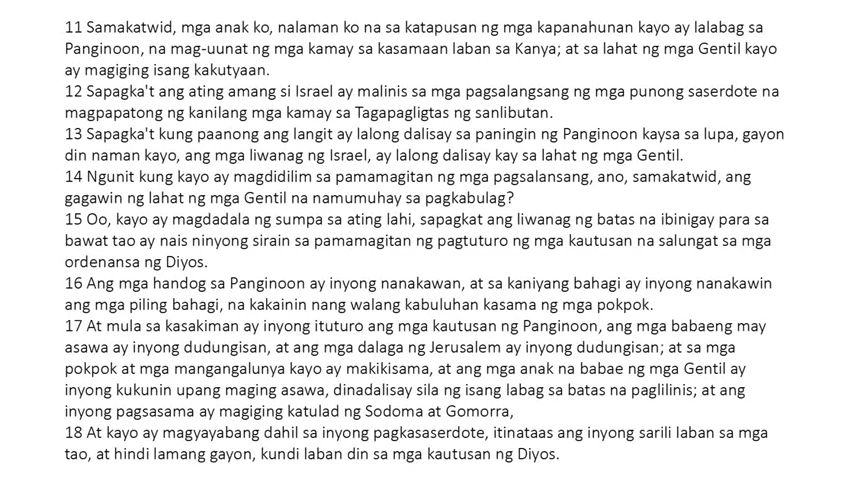 11 Samakatwid, mga anak ko, nalaman ko na sa katapusan ng mga kapanahunan kayo ay lalabag sa
Panginoon, na mag-uunat ng mga kamay sa kasamaan laban sa Kanya; at sa lahat ng mga Gentil kayo
ay magiging isang kakutyaan.
12 Sapagka't ang ating amang si Israel ay malinis sa mga pagsalangsang ng mga punong saserdote na
magpapatong ng kanilang mga kamay sa Tagapagligtas ng sanlibutan.
13 Sapagka't kung paanong ang langit ay lalong dalisay sa paningin ng Panginoon kaysa sa lupa, gayon
din naman kayo, ang mga liwanag ng Israel, ay lalong dalisay kay sa lahat ng mga Gentil.
14 Ngunit kung kayo ay magdidilim sa pamamagitan ng mga pagsalansang, ano, samakatwid, ang
gagawin ng lahat ng mga Gentil na namumuhay sa pagkabulag?
15 Oo, kayo ay magdadala ng sumpa sa ating lahi, sapagkat ang liwanag ng batas na ibinigay para sa
bawat tao ay nais ninyong sirain sa pamamagitan ng pagtuturo ng mga kautusan na salungat sa mga
ordenansa ng Diyos.
16 Ang mga handog sa Panginoon ay inyong nanakawan, at sa kaniyang bahagi ay inyong nanakawin
ang mga piling bahagi, na kakainin nang walang kabuluhan kasama ng mga pokpok.
17 At mula sa kasakiman ay inyong ituturo ang mga kautusan ng Panginoon, ang mga babaeng may
asawa ay inyong dudungisan, at ang mga dalaga ng Jerusalem ay inyong dudungisan; at sa mga
pokpok at mga mangangalunya kayo ay makikisama, at ang mga anak na babae ng mga Gentil ay
inyong kukunin upang maging asawa, dinadalisay sila ng isang labag sa batas na paglilinis; at ang
inyong pagsasama ay magiging katulad ng Sodoma at Gomorra,
18 At kayo ay magyayabang dahil sa inyong pagkasaserdote, itinataas ang inyong sarili laban sa mga
tao, at hindi lamang gayon, kundi laban din sa mga kautusan ng Diyos.